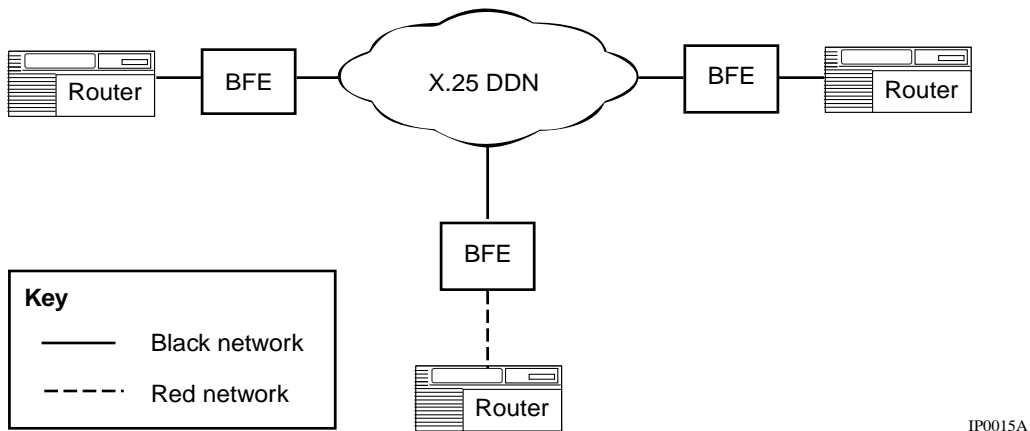 Router
BFE
X.25 DDN
BFE
Router
BFE
Key
Black network
Red network
Router
IP0015A